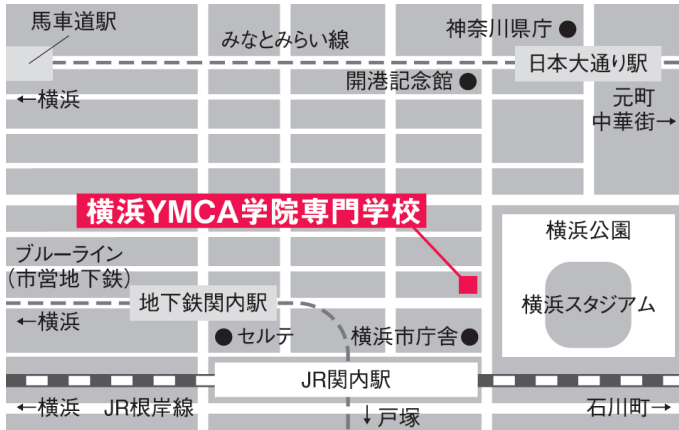 馬車道駅
みなとみらい線
神奈川県庁
日本大通り駅
開港記念館
←横浜
元町
中華街→
横浜YMCA学院専門学校
横浜公園
ブルーライン
(市営地下鉄)
地下鉄関内駅
横浜スタジアム
←横浜
セルテ
横浜市庁舎
JR関内駅
←横浜
JR根岸線
↓戸塚
石川町→